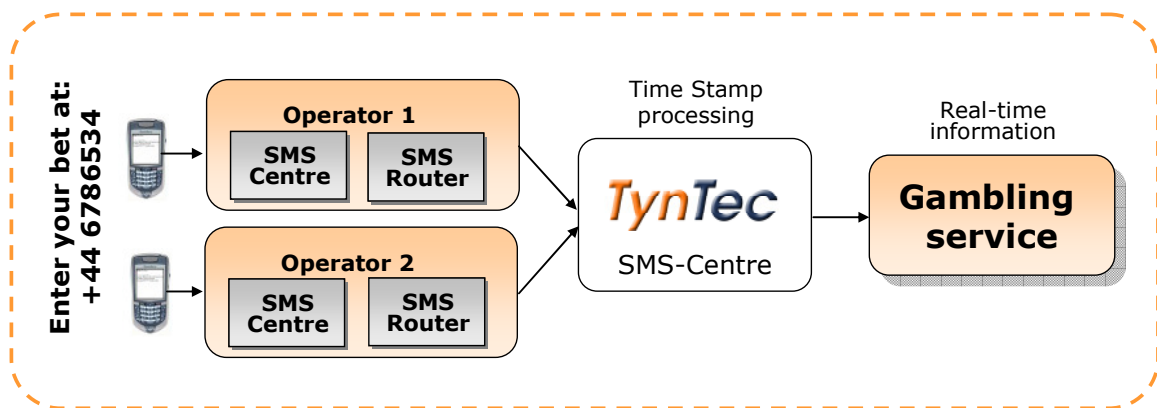 Enter your bet at:
+44 6786534
Operator 1
SMS
Centre
SMS
Router
Operator 2
SMS
Centre
SMS
Router
Time Stamp
processing
TynTec
SMS-Centre
Real-time
information
Gambling
service